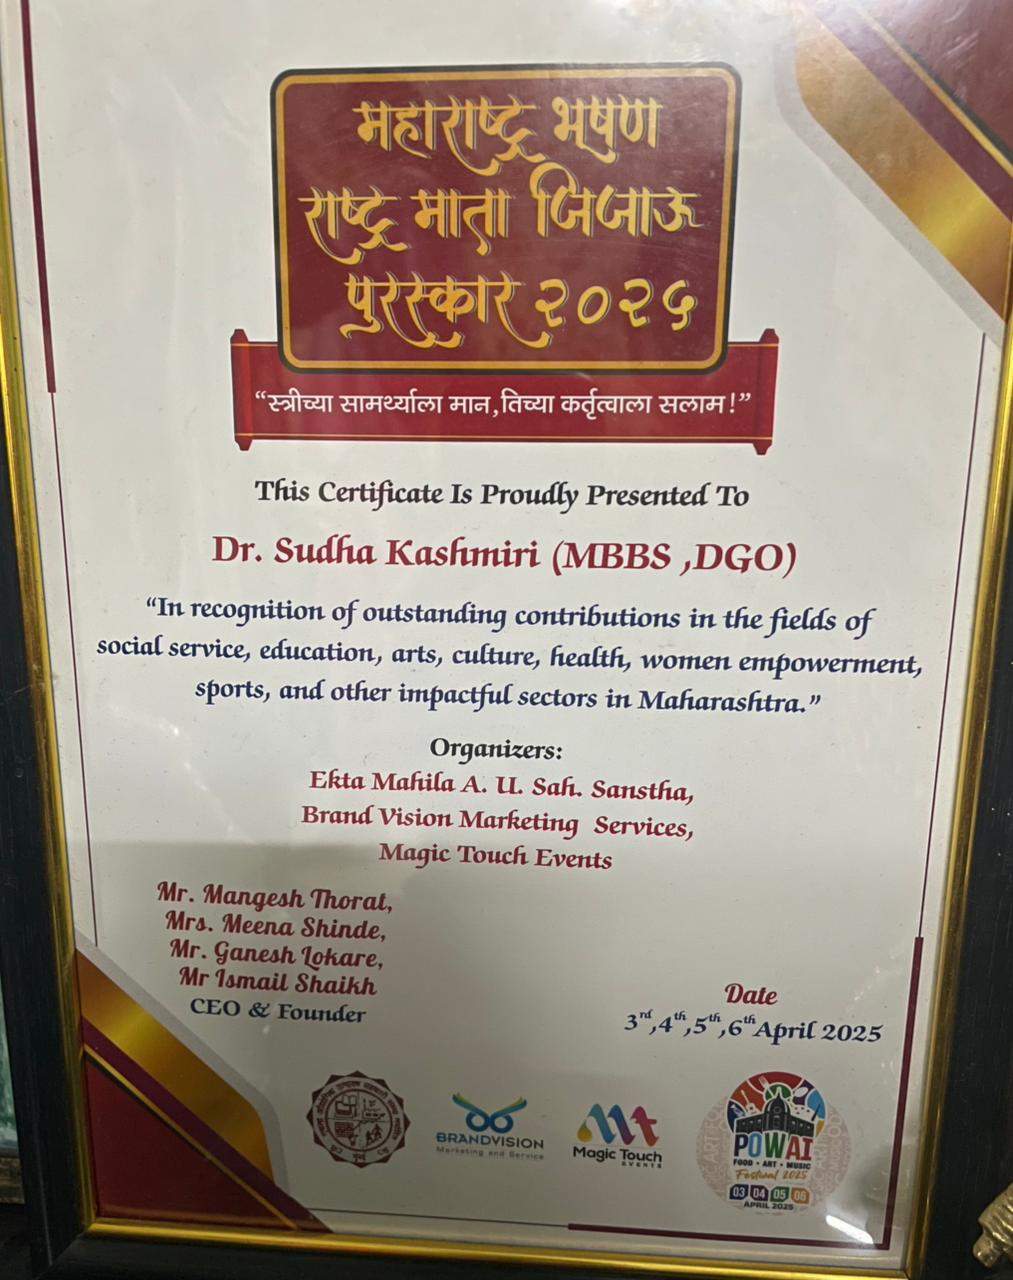 महाराष्ट्र भूषण
राष्ट्र माता जिजाऊ
पुरस्कार २०२५
“स्त्रीच्या सामर्थ्याला मान,तिच्या कर्तृत्वाला सलाम!”
This Certificate Is Proudly Presented To
Dr. Sudha Kashmiri (MBBS ,DGO)
“In recognition of outstanding contributions in the fields of
social service, education, arts, culture, health, women empowerment,
sports, and other impactful sectors in Maharashtra.”
Organizers:
Ekta Mahila A. U. Sah. Sanstha,
Brand Vision Marketing Services,
Magic Touch Events
Mr. Mangesh Thorat,
Mrs. Meena Shinde,
Mr. Ganesh Lokare,
Mr Ismail Shaikh
CEO & Founder
Date
3rd,4th,5th,6th April 2025
BRANDVISION
Marketing and Service
Magic Touch
EVENTS
POWAI
FOOD • ART • MUSIC
Festival 2025
03 04 05 06
APRIL 2025